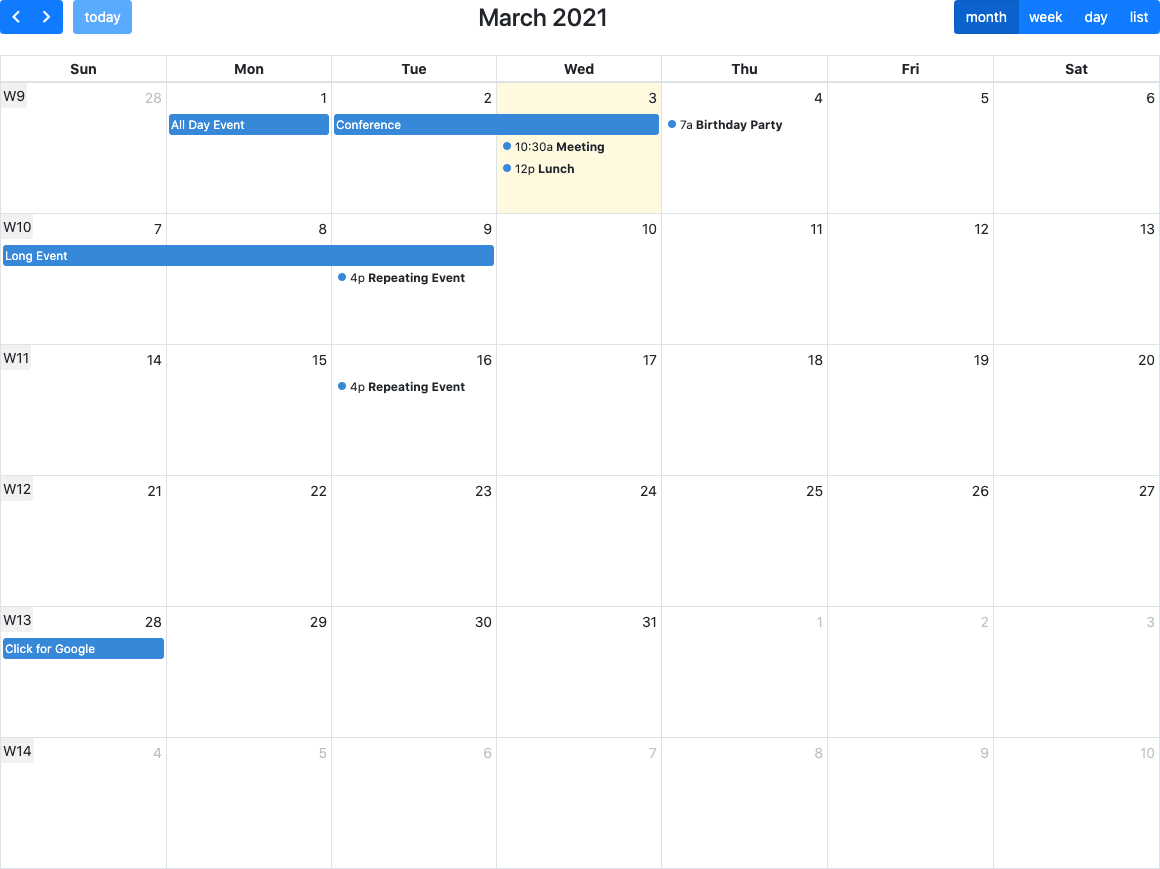 today
March 2021
month week day list
Sun Mon Tue Wed Thu Fri Sat
W9 28 1 2 3 4 5 6
All Day Event Conference 7a Birthday Party
10:30a Meeting
12p Lunch
W10 7 8 9 10 11 12 13
Long Event
4p Repeating Event
W11 14 15 16 17 18 19 20
4p Repeating Event
W12 21 22 23 24 25 26 27
W13 28 29 30 31 1 2 3
Click for Google
W14 4 5 6 7 8 9 10